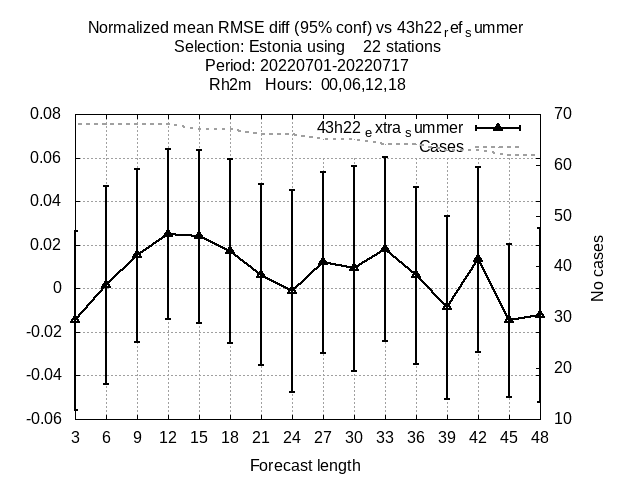 Normalized mean RMSE diff (95% conf) vs 43h22ᵣefₛummer
Selection: Estonia using 22 stations
Period: 20220701-20220717
Rh2m Hours: 00,06,12,18
43h22ₑxtraₛummer
Cases
0.08
0.06
0.04
0.02
0
-0.02
-0.04
-0.06
70
60
50
40
30
20
10
No cases
3 6 9 12 15 18 21 24 27 30 33 36 39 42 45 48
Forecast length